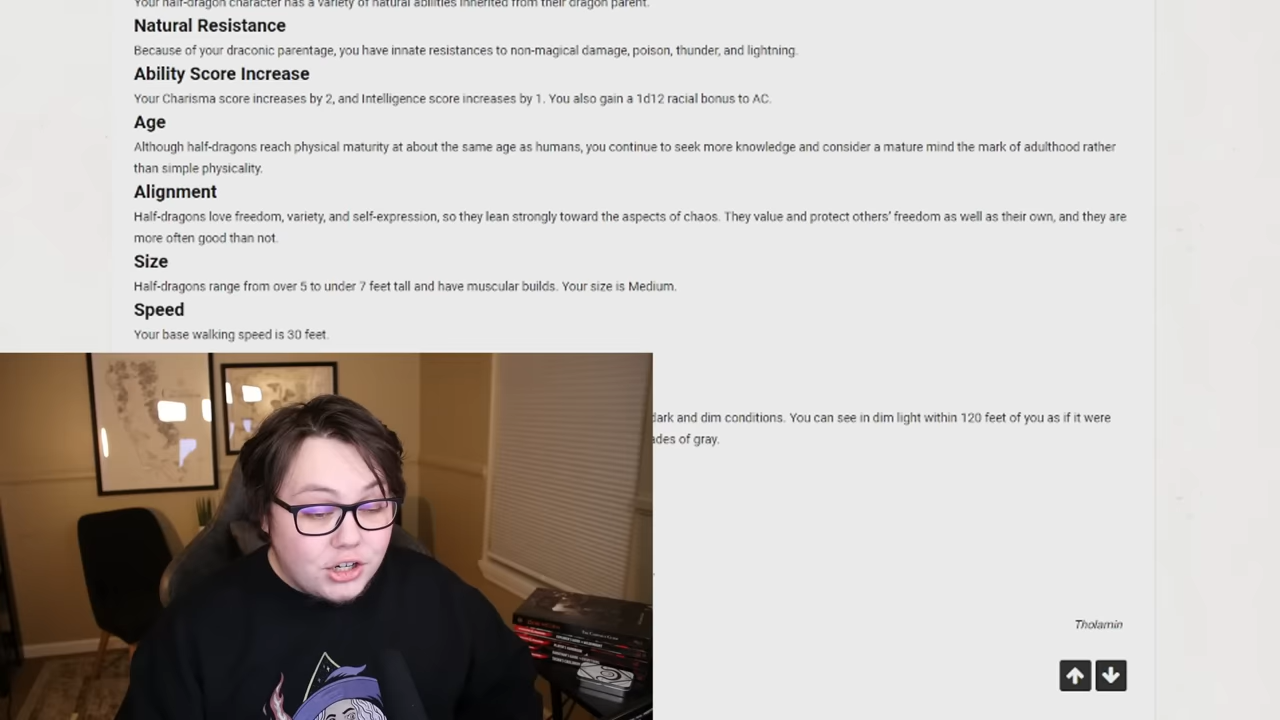 Your half-dragon character has a variety of natural abilities inherited from their dragon parent.
Natural Resistance
Because of your draconic parentage, you have innate resistances to non-magical damage, poison, thunder, and lightning.
Ability Score Increase
Your Charisma score increases by 2, and Intelligence score increases by 1. You also gain a 1d12 racial bonus to AC.
Age
Although half-dragons reach physical maturity at about the same age as humans, you continue to seek more knowledge and consider a mature mind the mark of adulthood rather
than simple physicality.
Alignment
Half-dragons love freedom, variety, and self-expression, so they lean strongly toward the aspects of chaos. They value and protect others' freedom as well as their own, and they are
more often good than not.
Size
Half-dragons range from over 5 to under 7 feet tall and have muscular builds. Your size is Medium.
Speed
Your base walking speed is 30 feet.
dark and dim conditions. You can see in dim light within 120 feet of you as if it were
of gray.
Tholamin